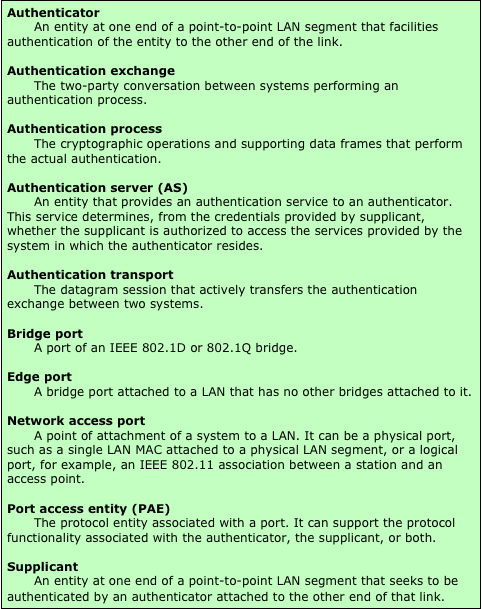 Authenticator
An entity at one end of a point-to-point LAN segment that facilities
authentication of the entity to the other end of the link.
Authentication exchange
The two-party conversation between systems performing an
authentication process.
Authentication process
The cryptographic operations and supporting data frames that perform
the actual authentication.
Authentication server (AS)
An entity that provides an authentication service to an authenticator.
This service determines, from the credentials provided by supplicant,
whether the supplicant is authorized to access the services provided by the
system in which the authenticator resides.
Authentication transport
The datagram session that actively transfers the authentication
exchange between two systems.
Bridge port
A port of an IEEE 802.1D or 802.1Q bridge.
Edge port
A bridge port attached to a LAN that has no other bridges attached to it.
Network access port
A point of attachment of a system to a LAN. It can be a physical port,
such as a single LAN MAC attached to a physical LAN segment, or a logical
port, for example, an IEEE 802.11 association between a station and an
access point.
Port access entity (PAE)
The protocol entity associated with a port. It can support the protocol
functionality associated with the authenticator, the supplicant, or both.
Supplicant
An entity at one end of a point-to-point LAN segment that seeks to be
authenticated by an authenticator attached to the other end of that link.